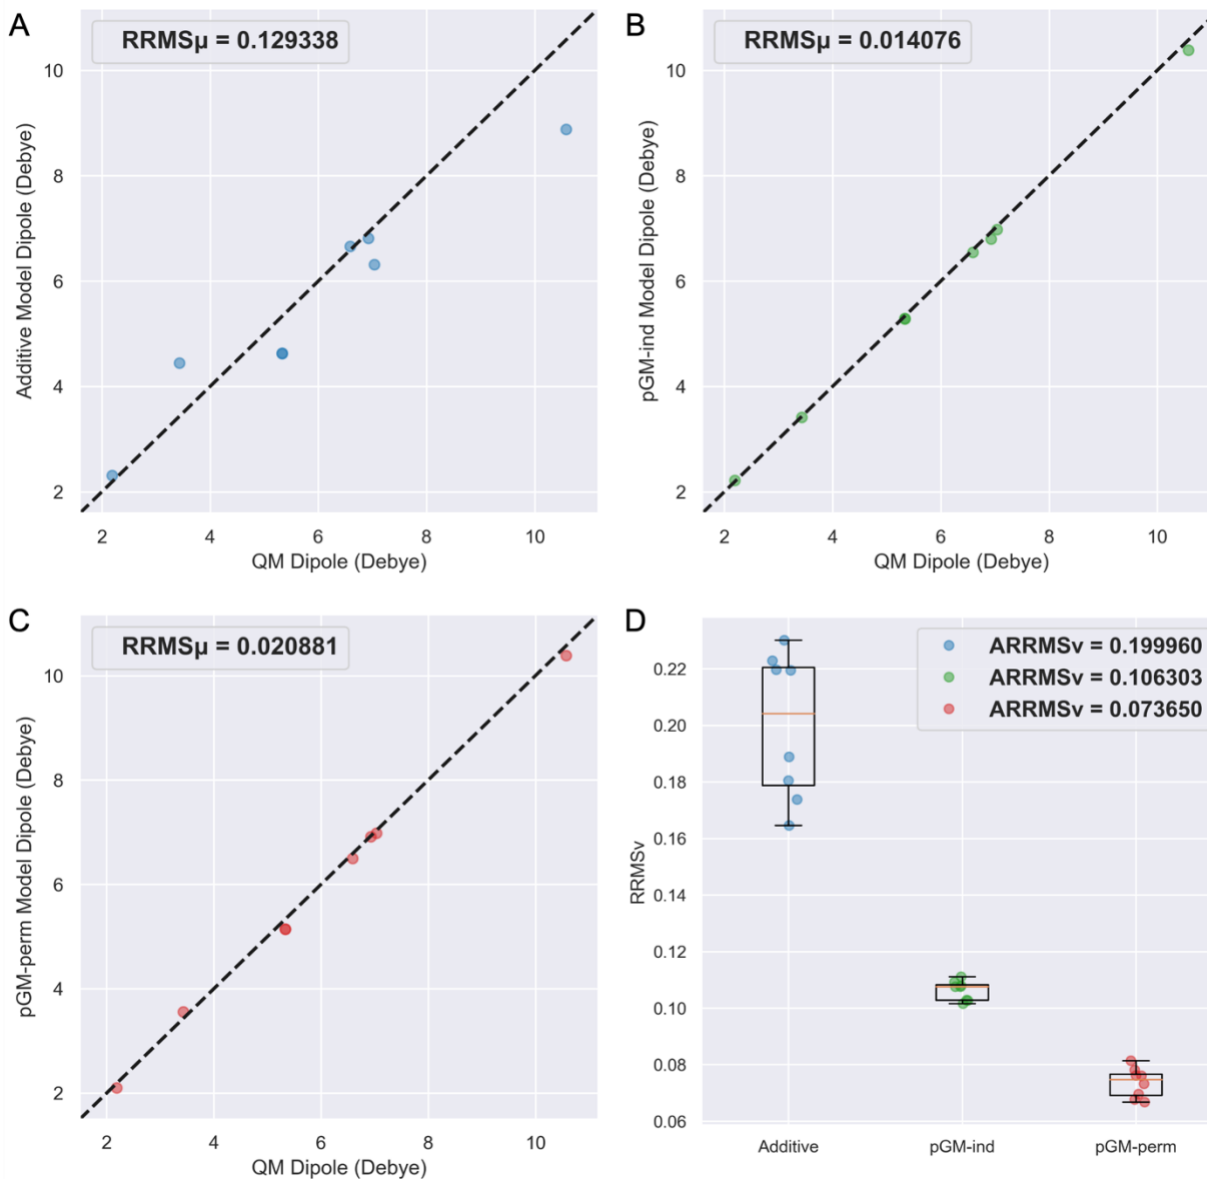 A
RRMSμ = 0.129338
10
8
6
4
2
Additive Model Dipole (Debye)
2 4 6 8 10
QM Dipole (Debye)
B
RRMSμ = 0.014076
10
8
6
4
2
pGM-ind Model Dipole (Debye)
2 4 6 8 10
QM Dipole (Debye)
C
RRMSμ = 0.020881
10
8
6
4
2
pGM-perm Model Dipole (Debye)
2 4 6 8 10
QM Dipole (Debye)
D
ARRMSv = 0.199960
ARRMSv = 0.106303
ARRMSv = 0.073650
0.22
0.20
0.18
0.16
0.14
0.12
0.10
0.08
0.06
RRMSv
Additive pGM-ind pGM-perm